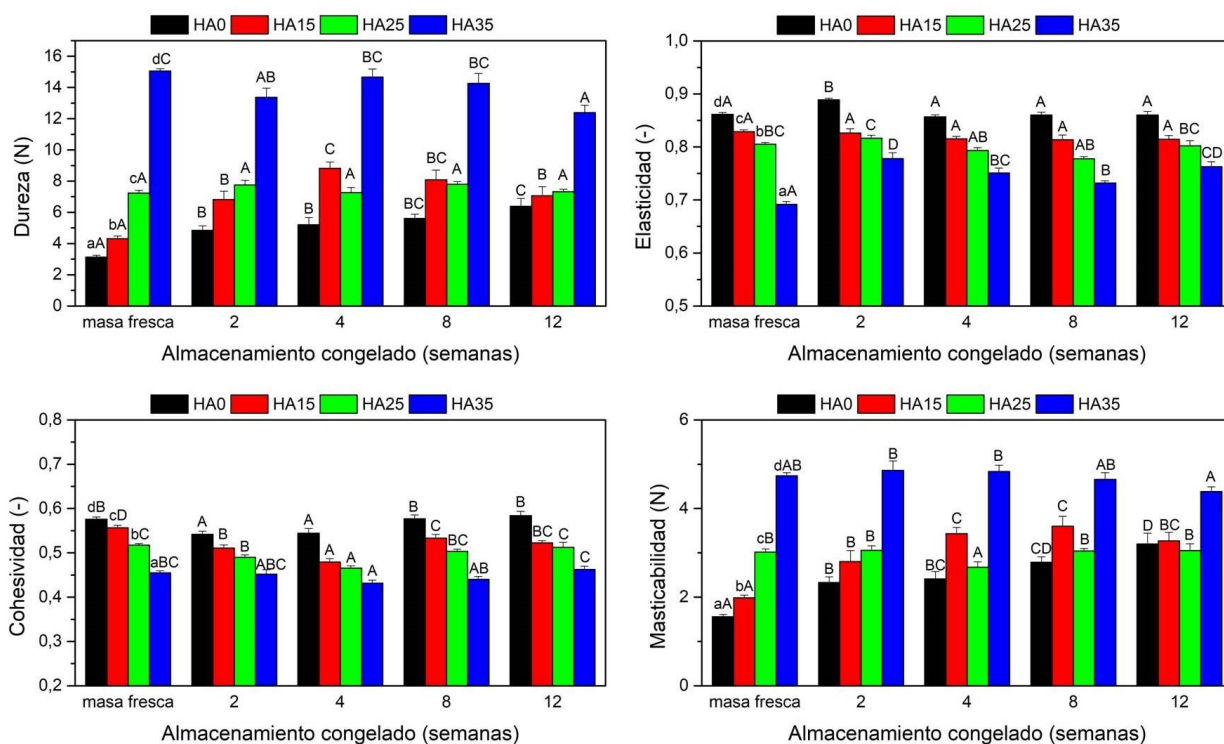 HA0 HA15 HA25 HA35
16
14
12
10
8
6
4
2
0
Dureza (N)
aA bA cA dC B B A AB B C A BC BC BC A BC C A A A
masa fresca 2 4 8 12
Almacenamiento congelado (semanas)
HA0 HA15 HA25 HA35
1,0
0,9
0,8
0,7
0,6
0,5
Elasticidad (-)
dA cA bBC aA B A C D A A AB BC A A AB B A A BC CD
masa fresca 2 4 8 12
Almacenamiento congelado (semanas)
HA0 HA15 HA25 HA35
0,8
0,7
0,6
0,5
0,4
0,3
0,2
Cohesividad (-)
dB cD bC aBC A B B ABC A A A A B C BC AB B BC C C
masa fresca 2 4 8 12
Almacenamiento congelado (semanas)
HA0 HA15 HA25 HA35
6
4
2
0
Masticabilidad (N)
aA bA cB dAB B B B B BC C A B CD C B AB D BC B A
masa fresca 2 4 8 12
Almacenamiento congelado (semanas)